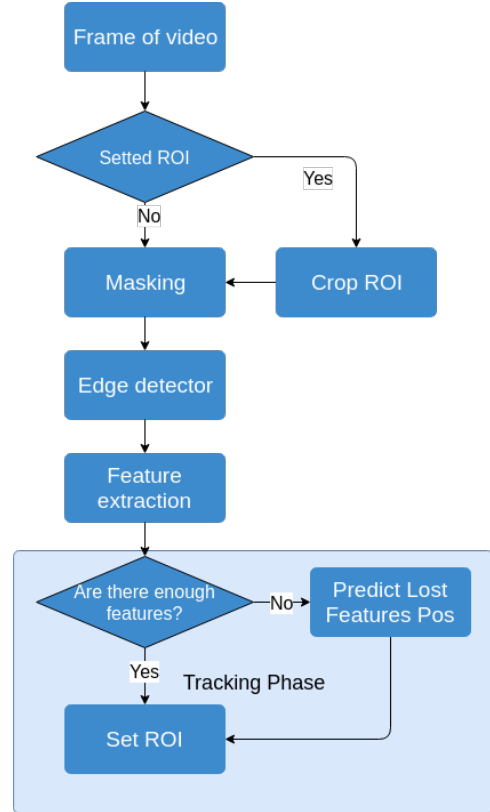 Frame of video
Setted ROI
Yes
No
Masking
Crop ROI
Edge detector
Feature
extraction
Are there enough
features?
No
Predict Lost
Features Pos
Yes
Tracking Phase
Set ROI